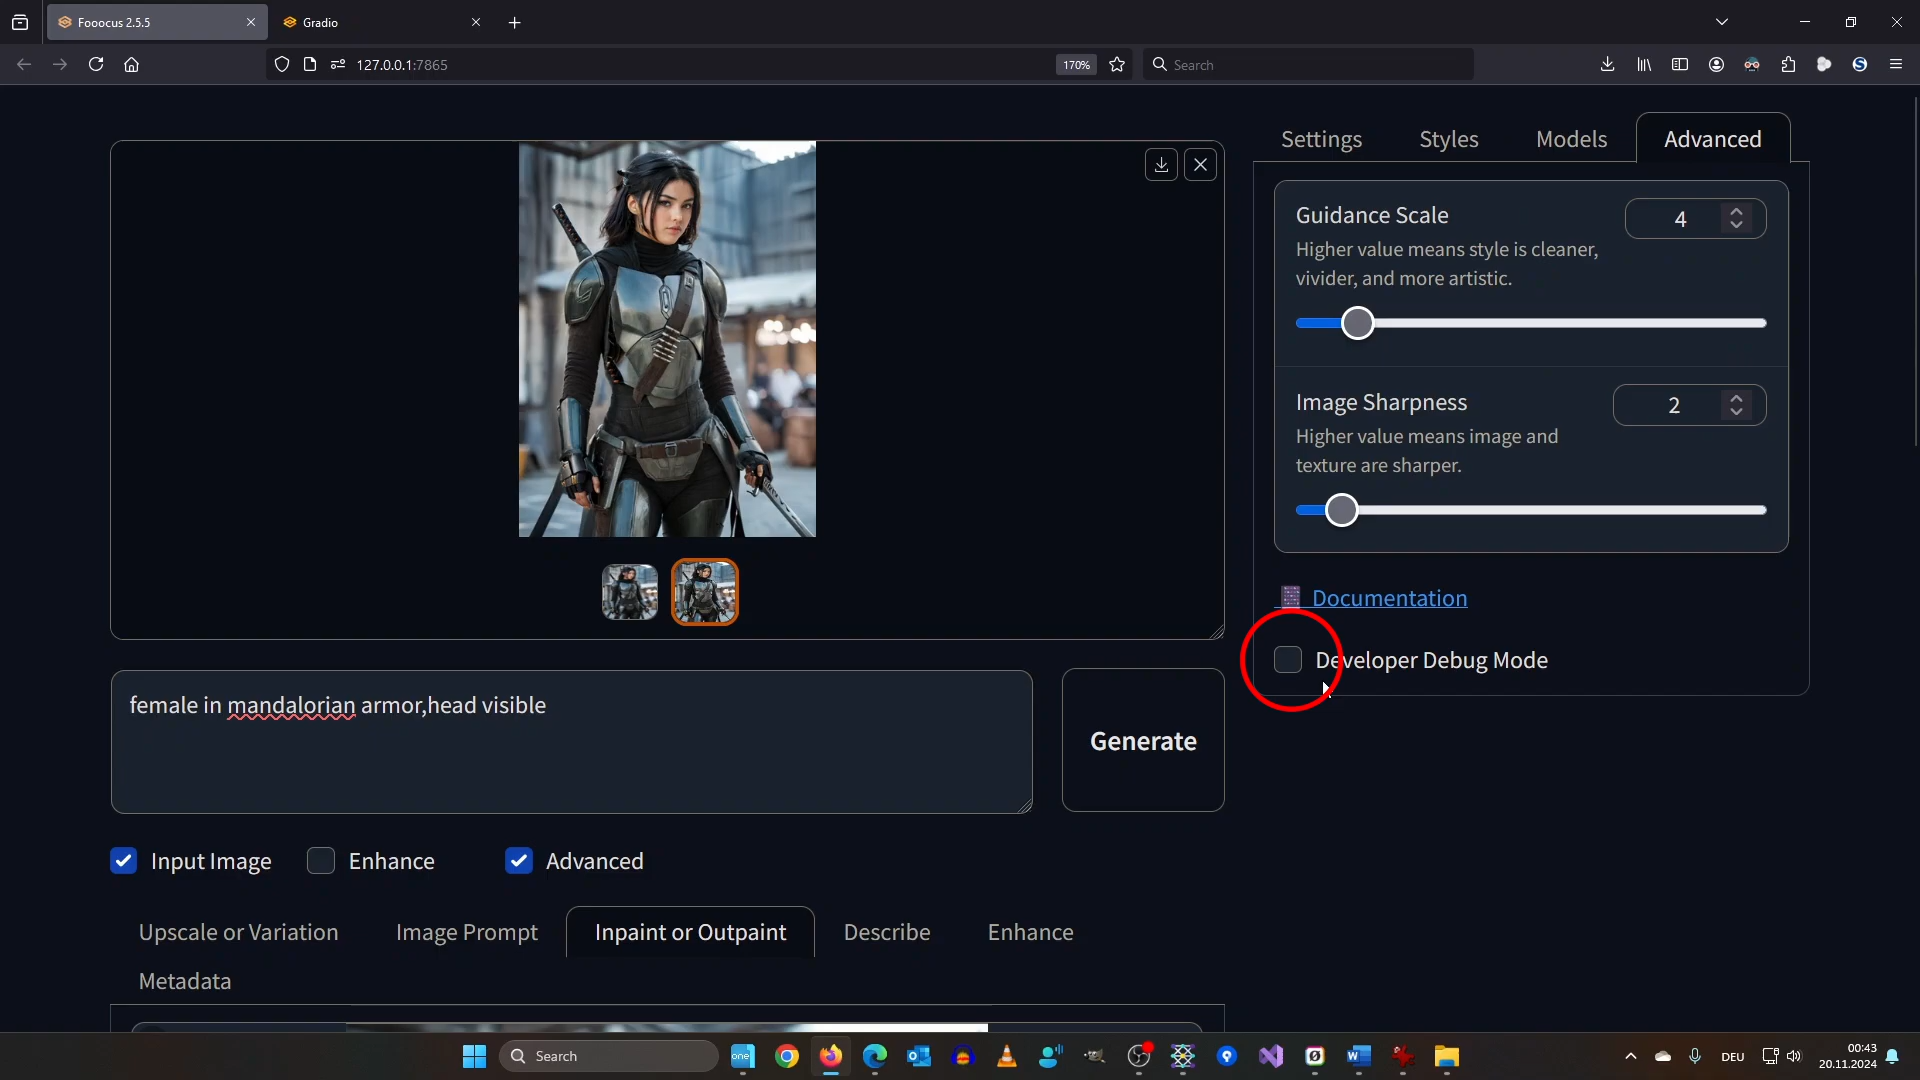 Fooocus 2.5.5
Gradio
127.0.0.1:7865
170%
Search
Settings
Styles
Models
Advanced
Guidance Scale
4
Higher value means style is cleaner,
vivider, and more artistic.
Image Sharpness
2
Higher value means image and
texture are sharper.
Documentation
Developer Debug Mode
female in mandalorian armor,head visible
Generate
Input Image
Enhance
Advanced
Upscale or Variation
Image Prompt
Inpaint or Outpaint
Describe
Enhance
Metadata
Search
one
DEU
00:43
20.11.2024